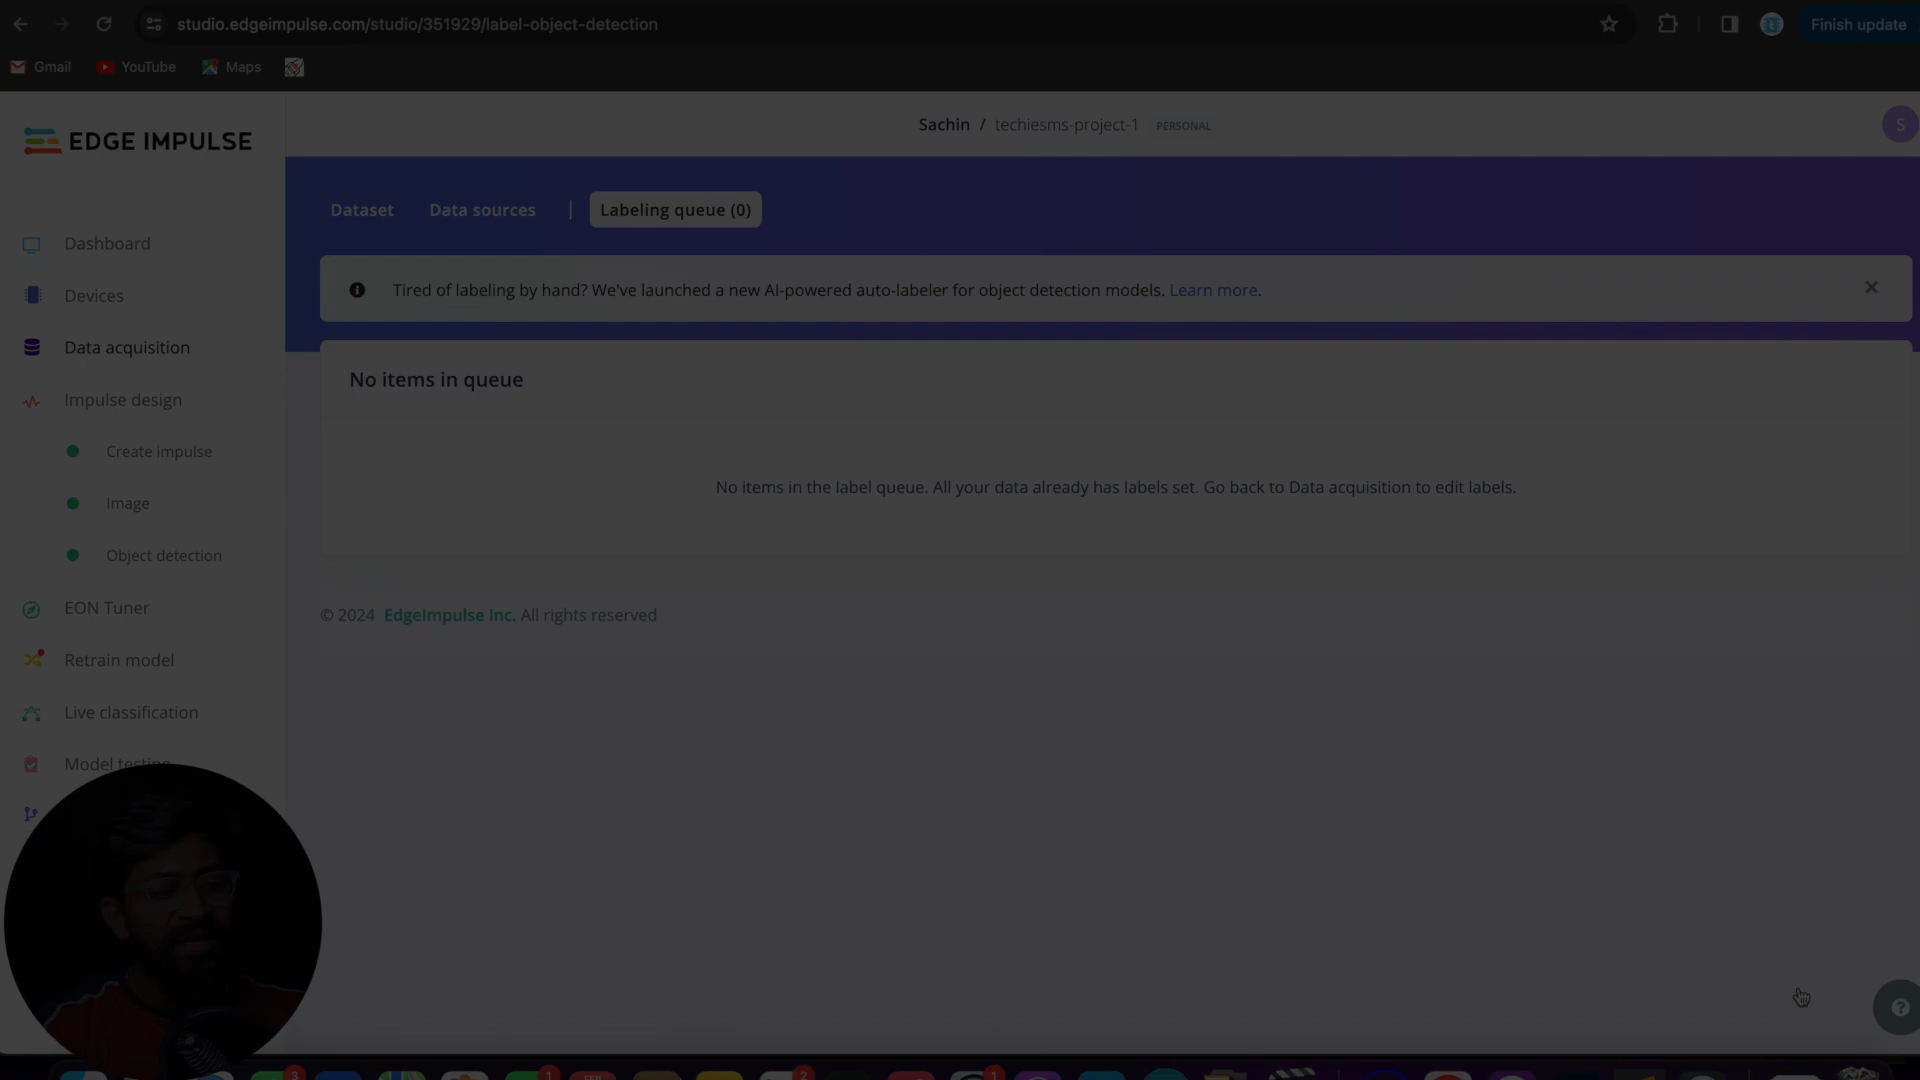 studio.edgeimpulse.com/studio/351929/label-object-detection
Finish update
Gmail
YouTube
Maps
EDGE IMPULSE
Sachin / techiesms-project-1 PERSONAL
S
Dataset
Data sources
Labeling queue (0)
Tired of labeling by hand? We've launched a new AI-powered auto-labeler for object detection models. Learn more.
No items in queue
No items in the label queue. All your data already has labels set. Go back to Data acquisition to edit labels.
© 2024 EdgeImpulse Inc. All rights reserved
Dashboard
Devices
Data acquisition
Impulse design
Create impulse
Image
Object detection
EON Tuner
Retrain model
Live classification
Model testing
?
3
1
FEB
2
1